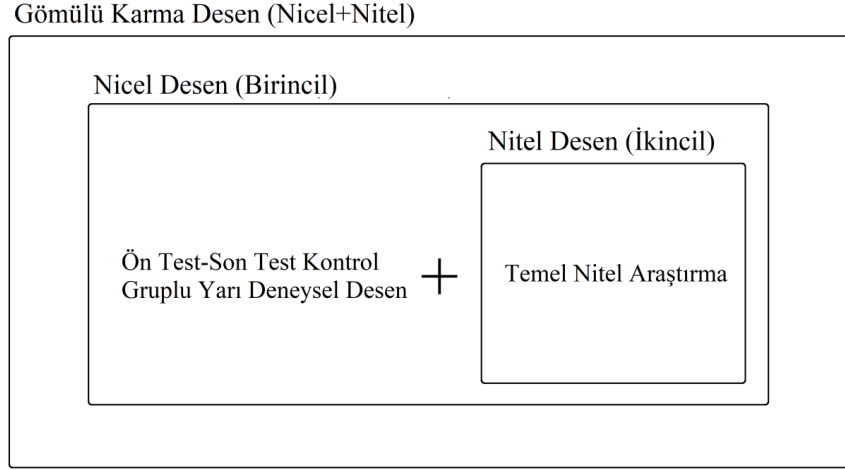 Gömülü Karma Desen (Nicel+Nitel)
Nicel Desen (Birincil)
Nitel Desen (İkincil)
Ön Test-Son Test Kontrol
Gruplu Yarı Deneysel Desen
+
Temel Nitel Araştırma